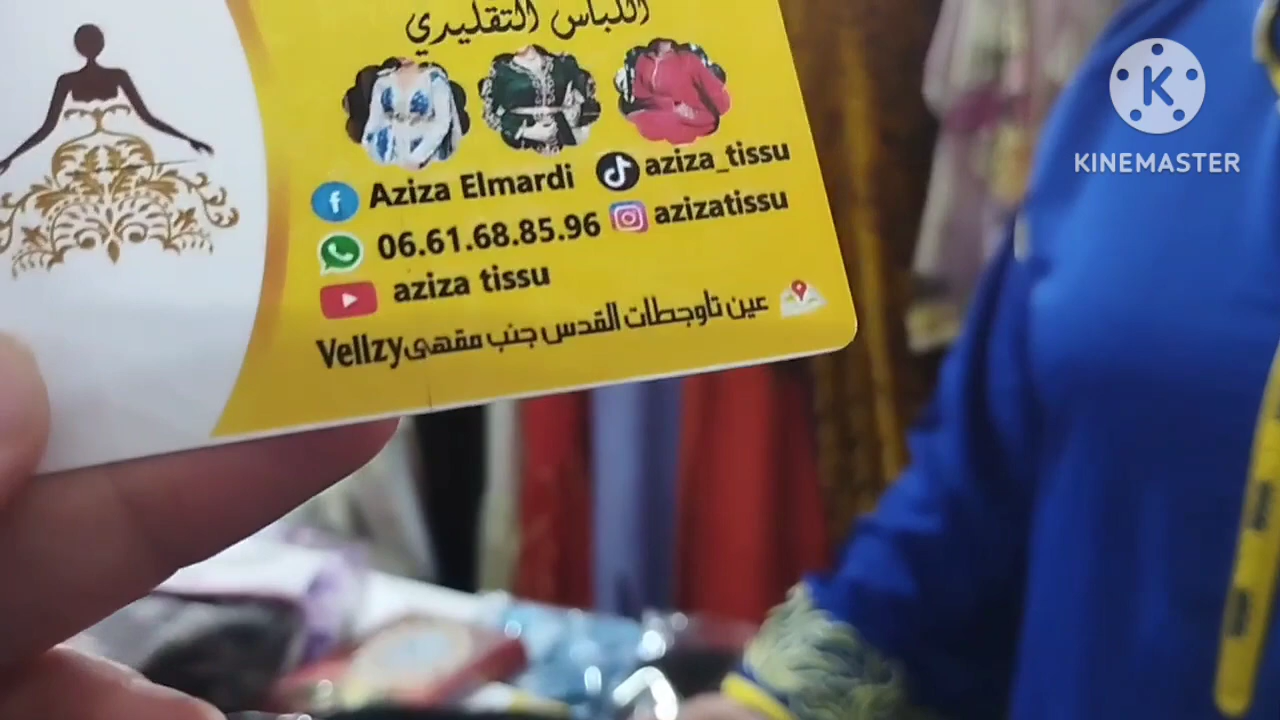 اللباس التقليدي
Aziza Elmardi aziza_tissu
06.61.68.85.96 azizatissu
aziza tissu
عين تاوجطات القدس جنب مقهى Vellzy
K
KINEMASTER